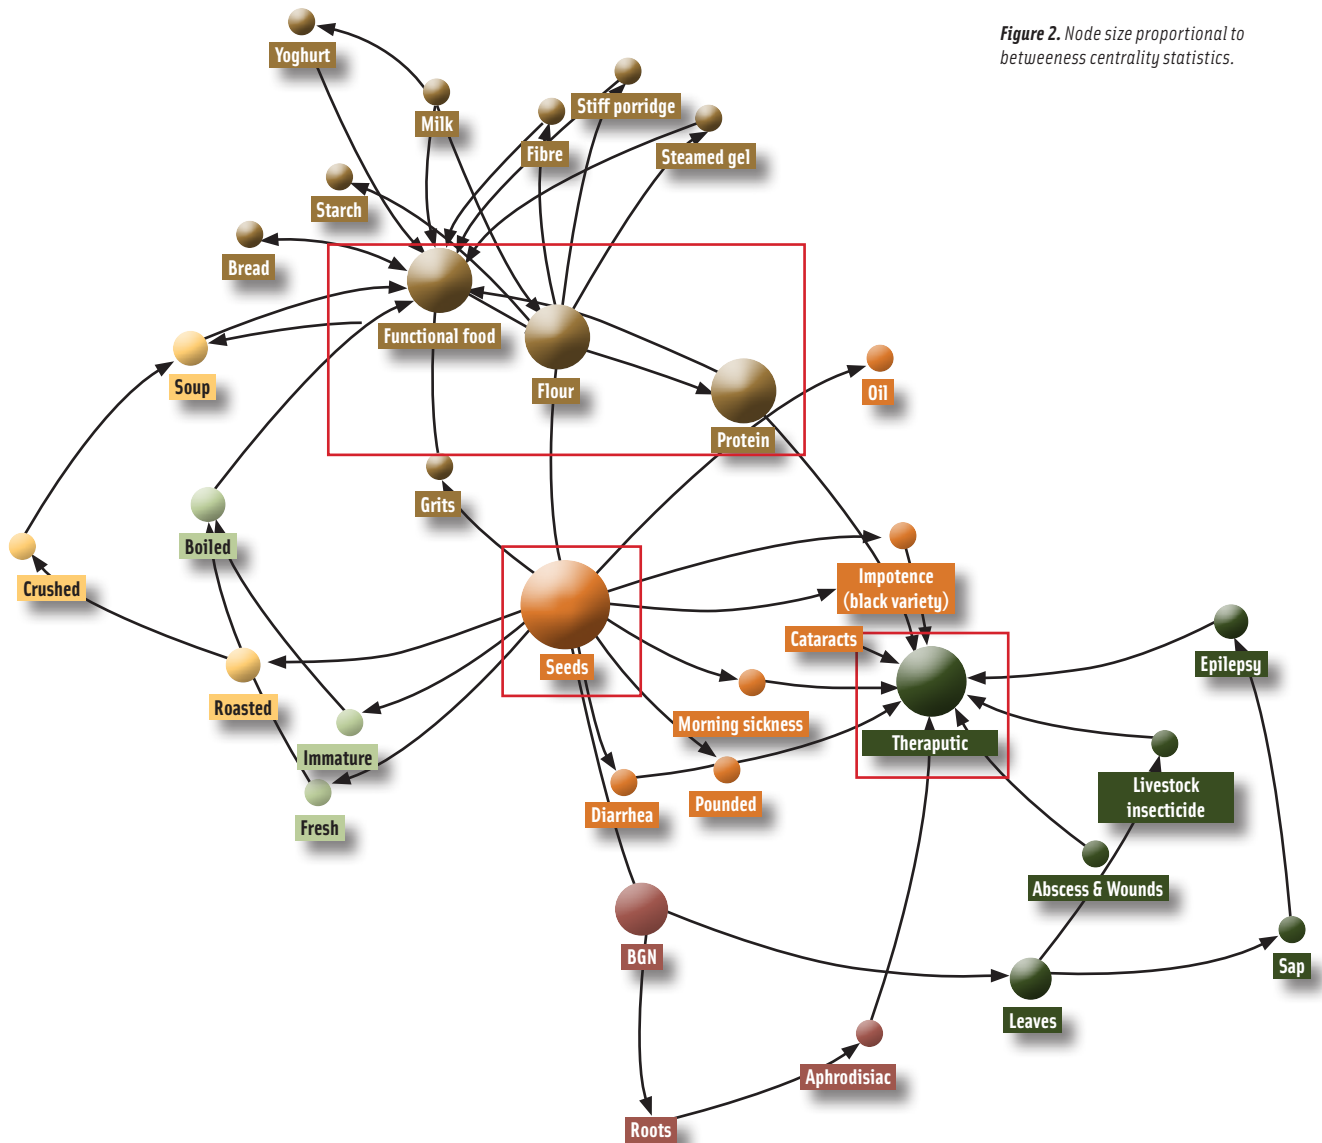 Figure 2. Node size proportional to
betweeness centrality statistics.
Yoghurt
Milk
Stiff porridge
Fibre
Steamed gel
Starch
Bread
Functional food
Soup
Flour
Oil
Protein
Grits
Boiled
Crushed
Impotence
(black variety)
Cataracts
Epilepsy
Seeds
Roasted
Morning sickness
Theraputic
Immature
Livestock
insecticide
Pounded
Diarrhea
Fresh
Abscess & Wounds
BGN
Sap
Leaves
Aphrodisiac
Roots